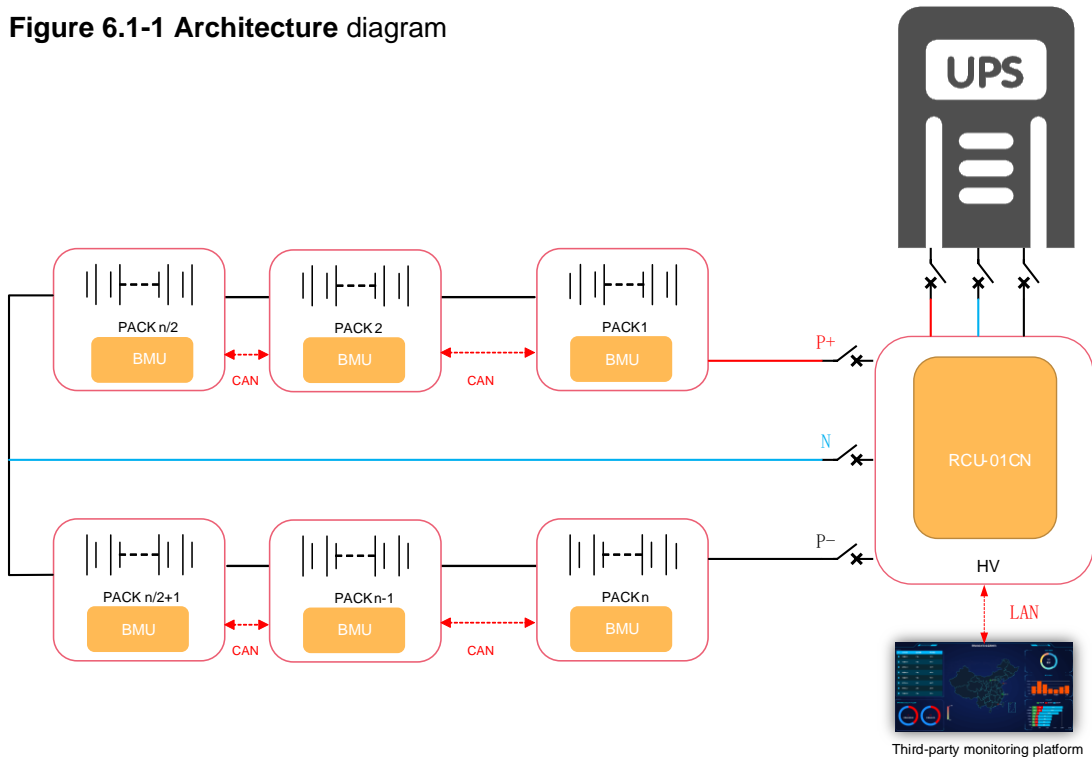 Figure 6.1-1 Architecture diagram
UPS
PACK n/2
PACK 2
PACK1
BMU
BMU
BMU
CAN
CAN
P+
N
RCU-01CN
P-
HV
PACK n/2+1
PACKn-1
PACKn
BMU
BMU
BMU
CAN
CAN
LAN
Third-party monitoring platform